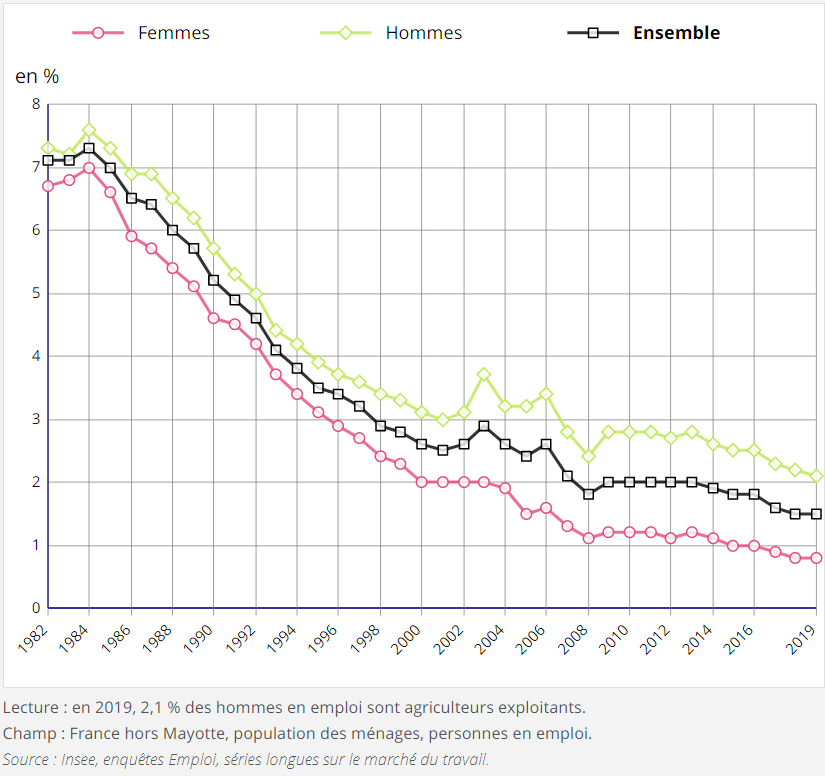 Femmes Hommes Ensemble
en %
8
7
6
5
4
3
2
1
0
1982 1984 1986 1988 1990 1992 1994 1996 1998 2000 2002 2004 2006 2008 2010 2012 2014 2016 2019
Lecture : en 2019, 2,1 % des hommes en emploi sont agriculteurs exploitants.
Champ : France hors Mayotte, population des ménages, personnes en emploi.
Source : Insee, enquêtes Emploi, séries longues sur le marché du travail.